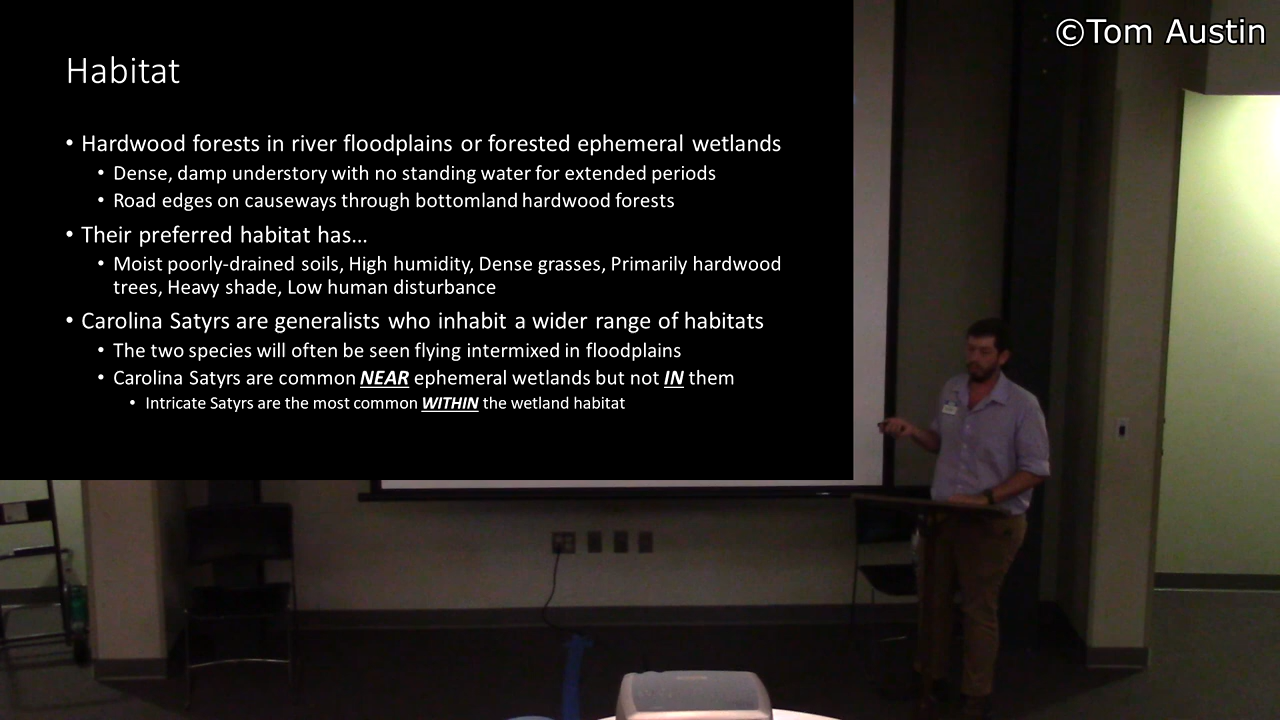 ©Tom Austin
Habitat
• Hardwood forests in river floodplains or forested ephemeral wetlands
• Dense, damp understory with no standing water for extended periods
• Road edges on causeways through bottomland hardwood forests
• Their preferred habitat has...
• Moist poorly-drained soils, High humidity, Dense grasses, Primarily hardwood
trees, Heavy shade, Low human disturbance
• Carolina Satyrs are generalists who inhabit a wider range of habitats
• The two species will often be seen flying intermixed in floodplains
• Carolina Satyrs are common NEAR ephemeral wetlands but not IN them
• Intricate Satyrs are the most common WITHIN the wetland habitat